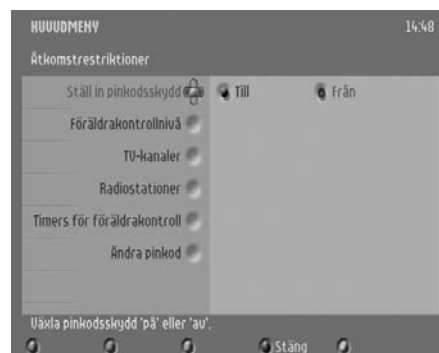 HUVUDMENY 14:48
Åtkomstrestriktioner
Ställ in pinkodsskydd Till Från
Föräldrakontrollnivå
TV-kanaler
Radiostationer
Timers för föräldrakontroll
Ändra pinkod
Växla pinkodsskydd 'på' eller 'av'.
Stäng